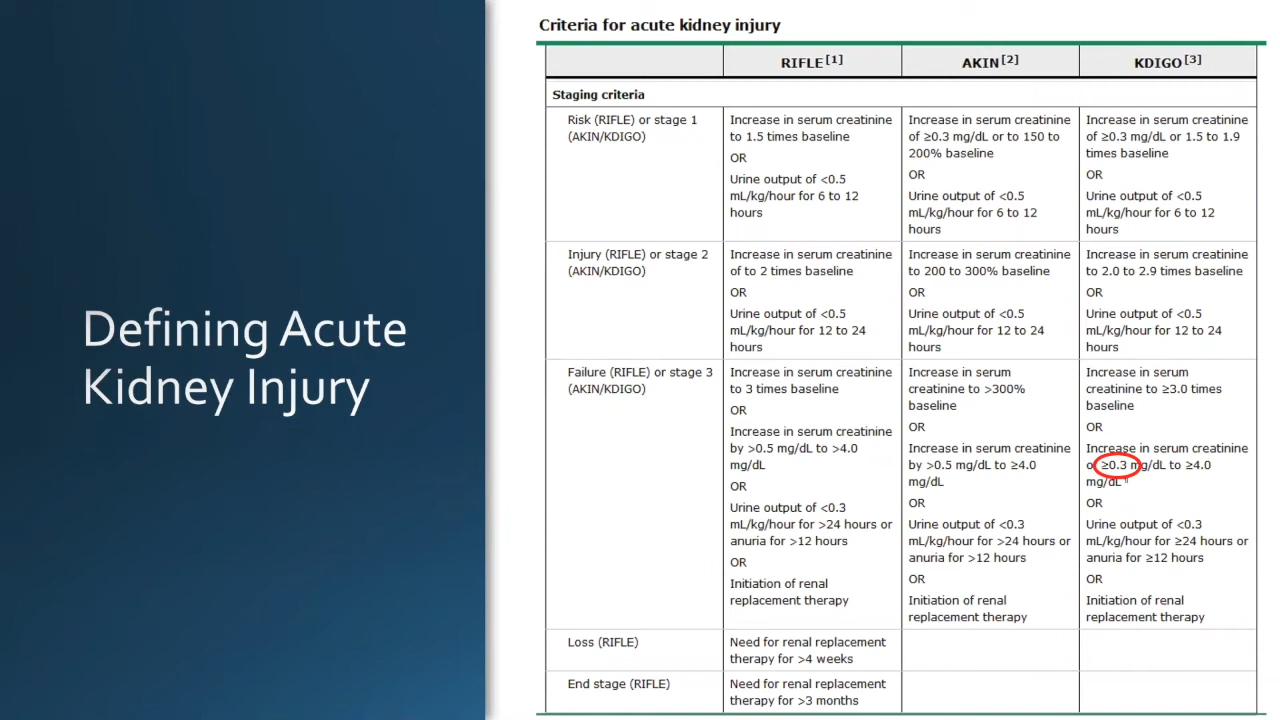 Defining Acute
Kidney Injury
Criteria for acute kidney injury
RIFLE[1]
AKIN[2]
KDIGO[3]
Staging criteria
Risk (RIFLE) or stage 1
(AKIN/KDIGO)
Increase in serum creatinine
to 1.5 times baseline
OR
Urine output of <0.5
mL/kg/hour for 6 to 12
hours
Increase in serum creatinine
of ≥0.3 mg/dL or to 150 to
200% baseline
OR
Urine output of <0.5
mL/kg/hour for 6 to 12
hours
Increase in serum creatinine
of ≥0.3 mg/dL or 1.5 to 1.9
times baseline
OR
Urine output of <0.5
mL/kg/hour for 6 to 12
hours
Injury (RIFLE) or stage 2
(AKIN/KDIGO)
Increase in serum creatinine
of to 2 times baseline
OR
Urine output of <0.5
mL/kg/hour for 12 to 24
hours
Increase in serum creatinine
to 200 to 300% baseline
OR
Urine output of <0.5
mL/kg/hour for 12 to 24
hours
Increase in serum creatinine
to 2.0 to 2.9 times baseline
OR
Urine output of <0.5
mL/kg/hour for 12 to 24
hours
Failure (RIFLE) or stage 3
(AKIN/KDIGO)
Increase in serum creatinine
to 3 times baseline
OR
Increase in serum creatinine
by >0.5 mg/dL to >4.0
mg/dL
OR
Urine output of <0.3
mL/kg/hour for >24 hours or
anuria for >12 hours
OR
Initiation of renal
replacement therapy
Increase in serum
creatinine to >300%
baseline
OR
Increase in serum creatinine
by >0.5 mg/dL to ≥4.0
mg/dL
OR
Urine output of <0.3
mL/kg/hour for >24 hours or
anuria for >12 hours
OR
Initiation of renal
replacement therapy
Increase in serum
creatinine to ≥3.0 times
baseline
OR
Increase in serum creatinine
of ≥0.3 mg/dL to ≥4.0
mg/dL¶
OR
Urine output of <0.3
mL/kg/hour for ≥24 hours or
anuria for ≥12 hours
OR
Initiation of renal
replacement therapy
Loss (RIFLE)
Need for renal replacement
therapy for >4 weeks
End stage (RIFLE)
Need for renal replacement
therapy for >3 months